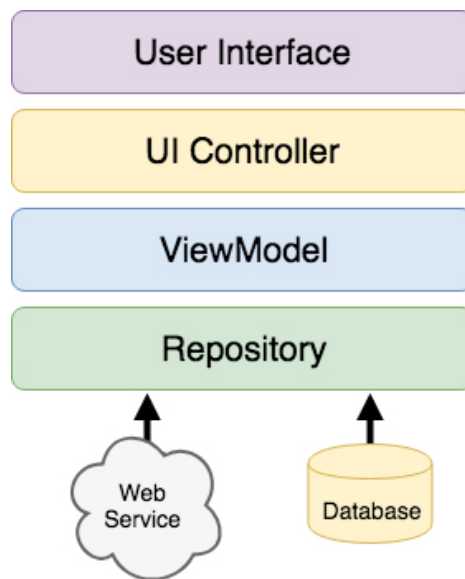 User Interface
UI Controller
ViewModel
Repository
Web
Service
Database